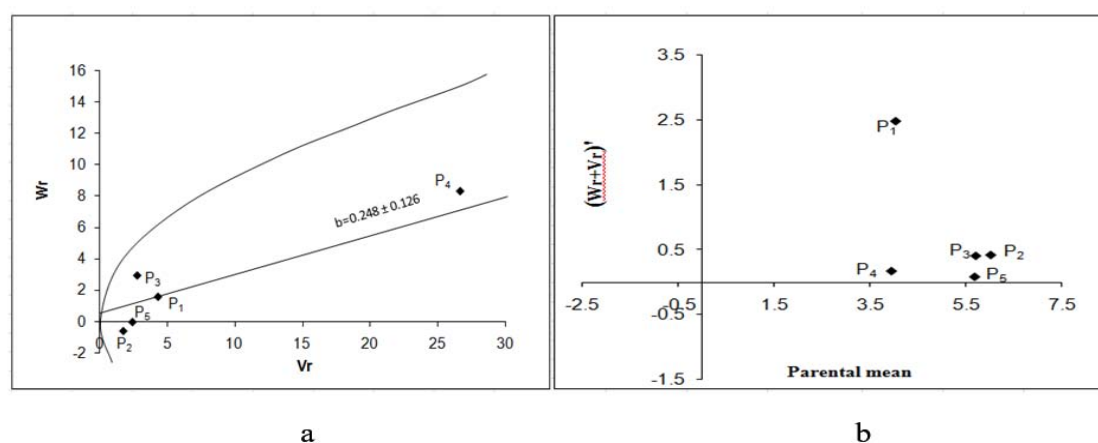 16
14
12
10
8
6
4
2
0
-2
Wr
P₄
b=0.248 ± 0.126
P₃
P₁
P₅
P₂
0 5 10 15 20 25 30
Vr
3.5
2.5
1.5
0.5
-0.5
-1.5
(Wr+Vr)'
P₁
P₃ P₂
P₄
P₅
-2.5 -0.5 1.5 3.5 5.5 7.5
Parental mean
a b